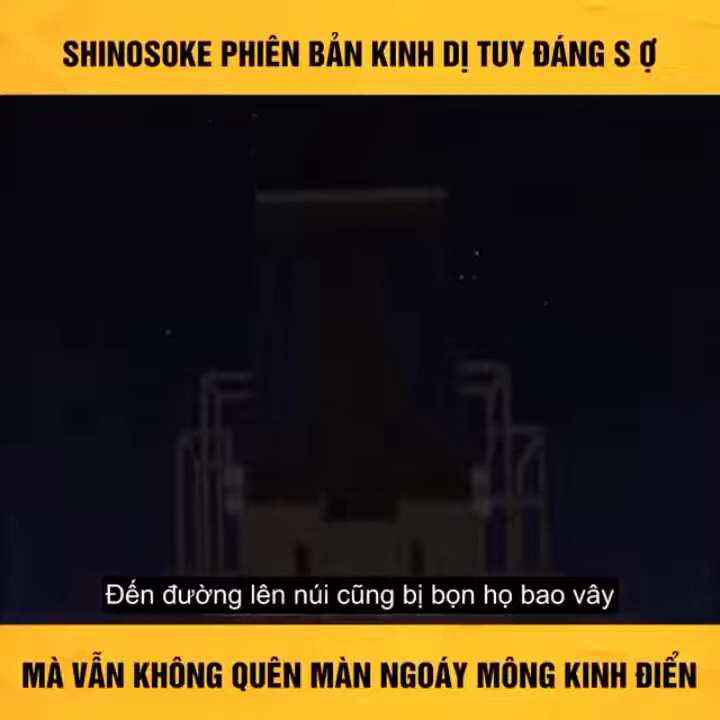 SHINOSOKE PHIÊN BẢN KINH DỊ TUY ĐÁNG S Ợ
Đến đường lên núi cũng bị bọn họ bao vây
MÀ VẪN KHÔNG QUÊN MÀN NGOÁY MÔNG KINH ĐIỂN